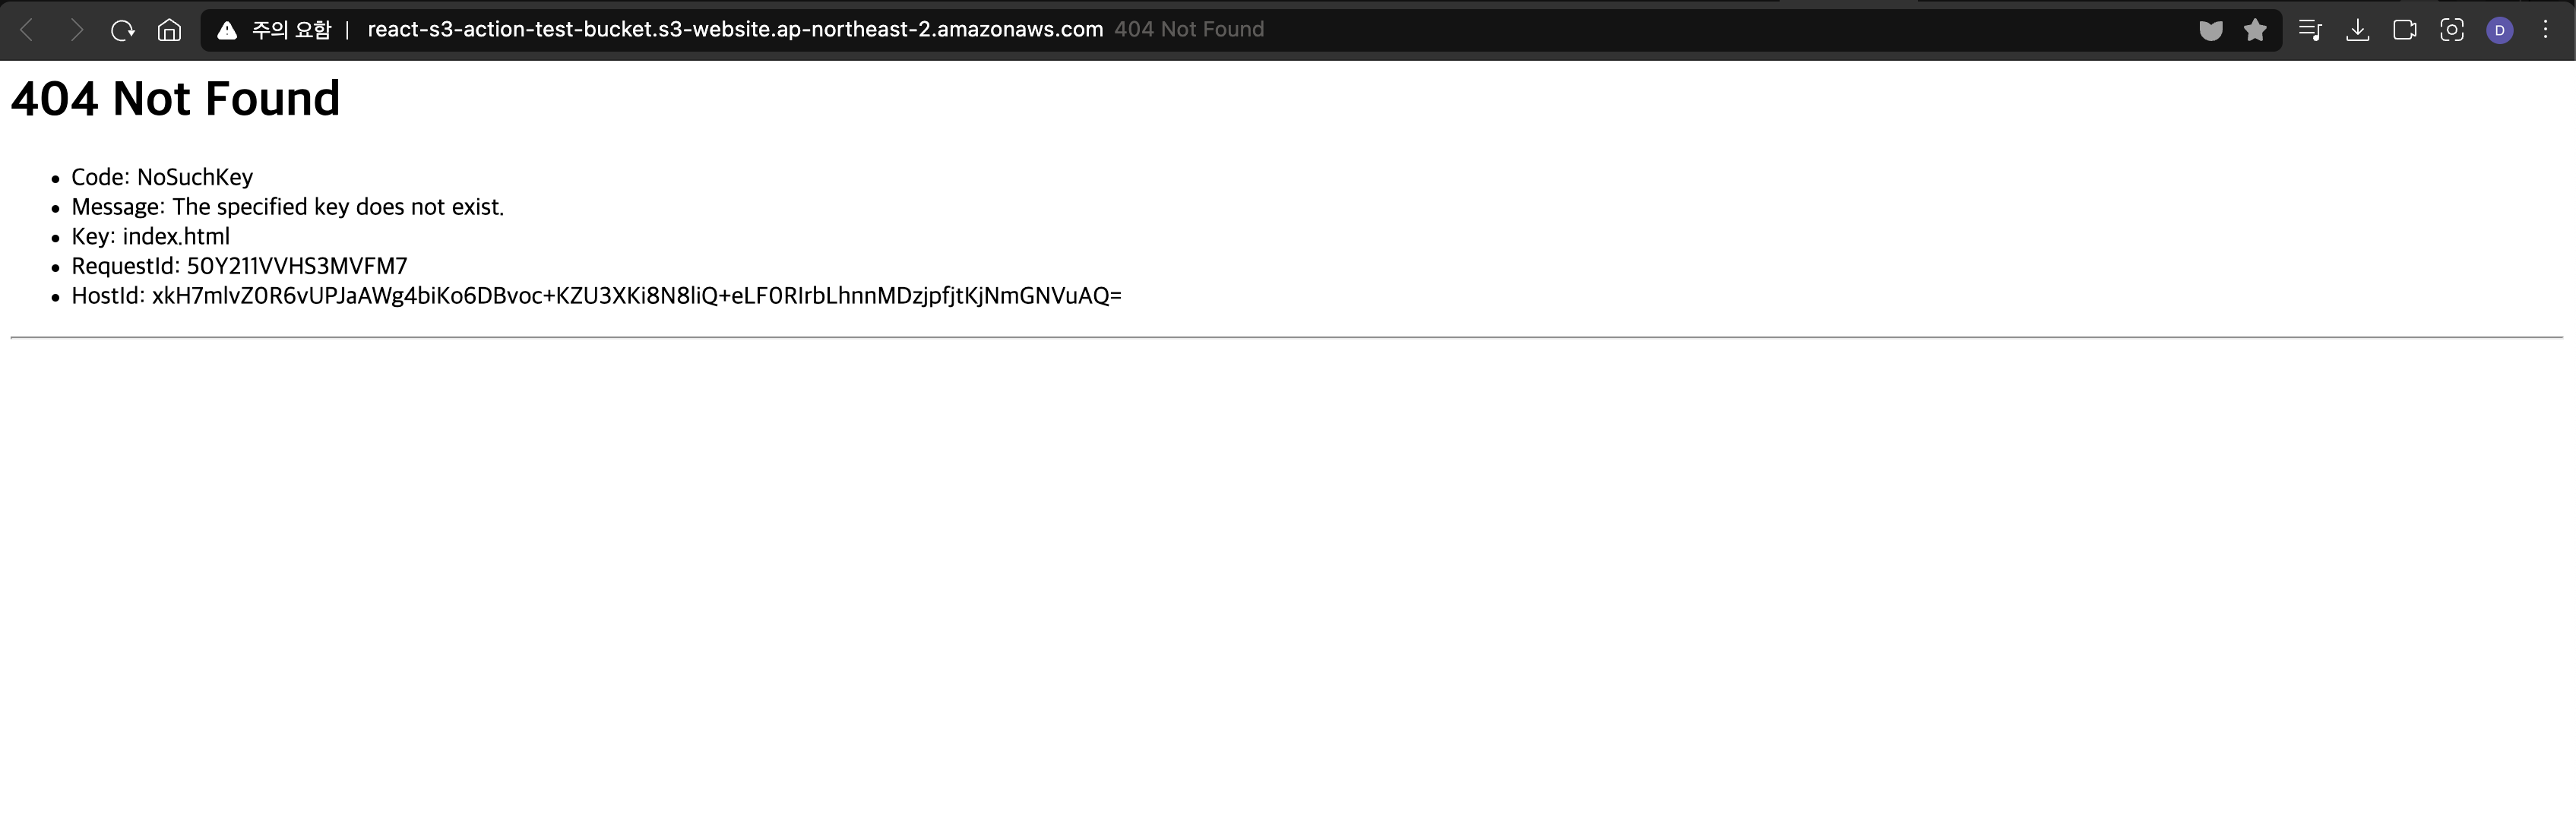 주의 요함 | react-s3-action-test-bucket.s3-website.ap-northeast-2.amazonaws.com 404 Not Found
D
404 Not Found
Code: NoSuchKey
Message: The specified key does not exist.
Key: index.html
RequestId: 50Y211VVHS3MVFM7
HostId: xkH7mlvZ0R6vUPJaAWg4biKo6DBvoc+KZU3XKi8N8liQ+eLF0RIrbLhnnMDzjpfjtKjNmGNVuAQ=